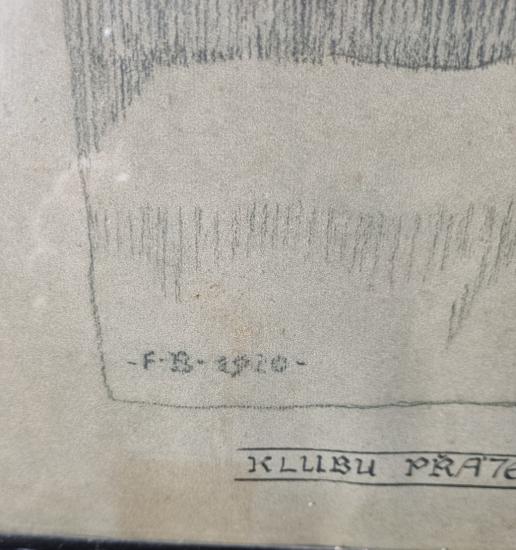 -F·B· 1920-
KLUBU PŘÁTE